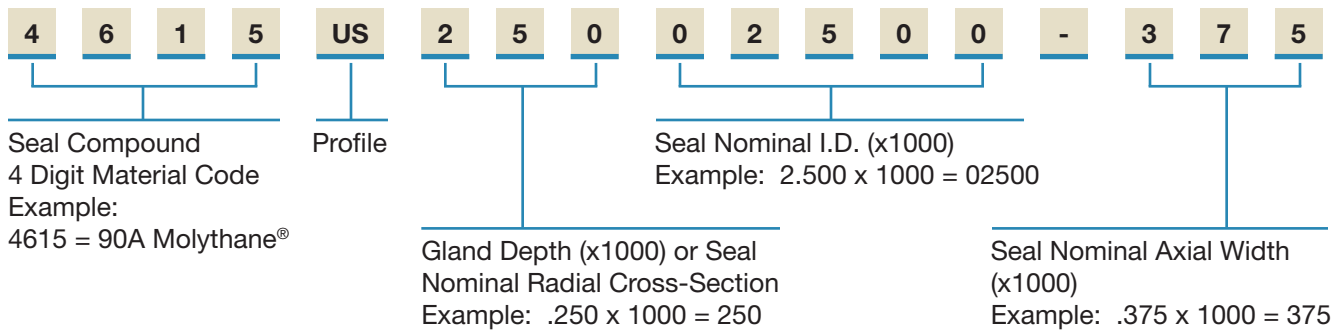 4 6 1 5 US 2 5 0 0 2 5 0 0 - 3 7 5
Seal Compound
4 Digit Material Code
Example:
4615 = 90A Molythane®
Profile
Gland Depth (x1000) or Seal
Nominal Radial Cross-Section
Example: .250 x 1000 = 250
Seal Nominal I.D. (x1000)
Example: 2.500 x 1000 = 02500
Seal Nominal Axial Width
(x1000)
Example: .375 x 1000 = 375